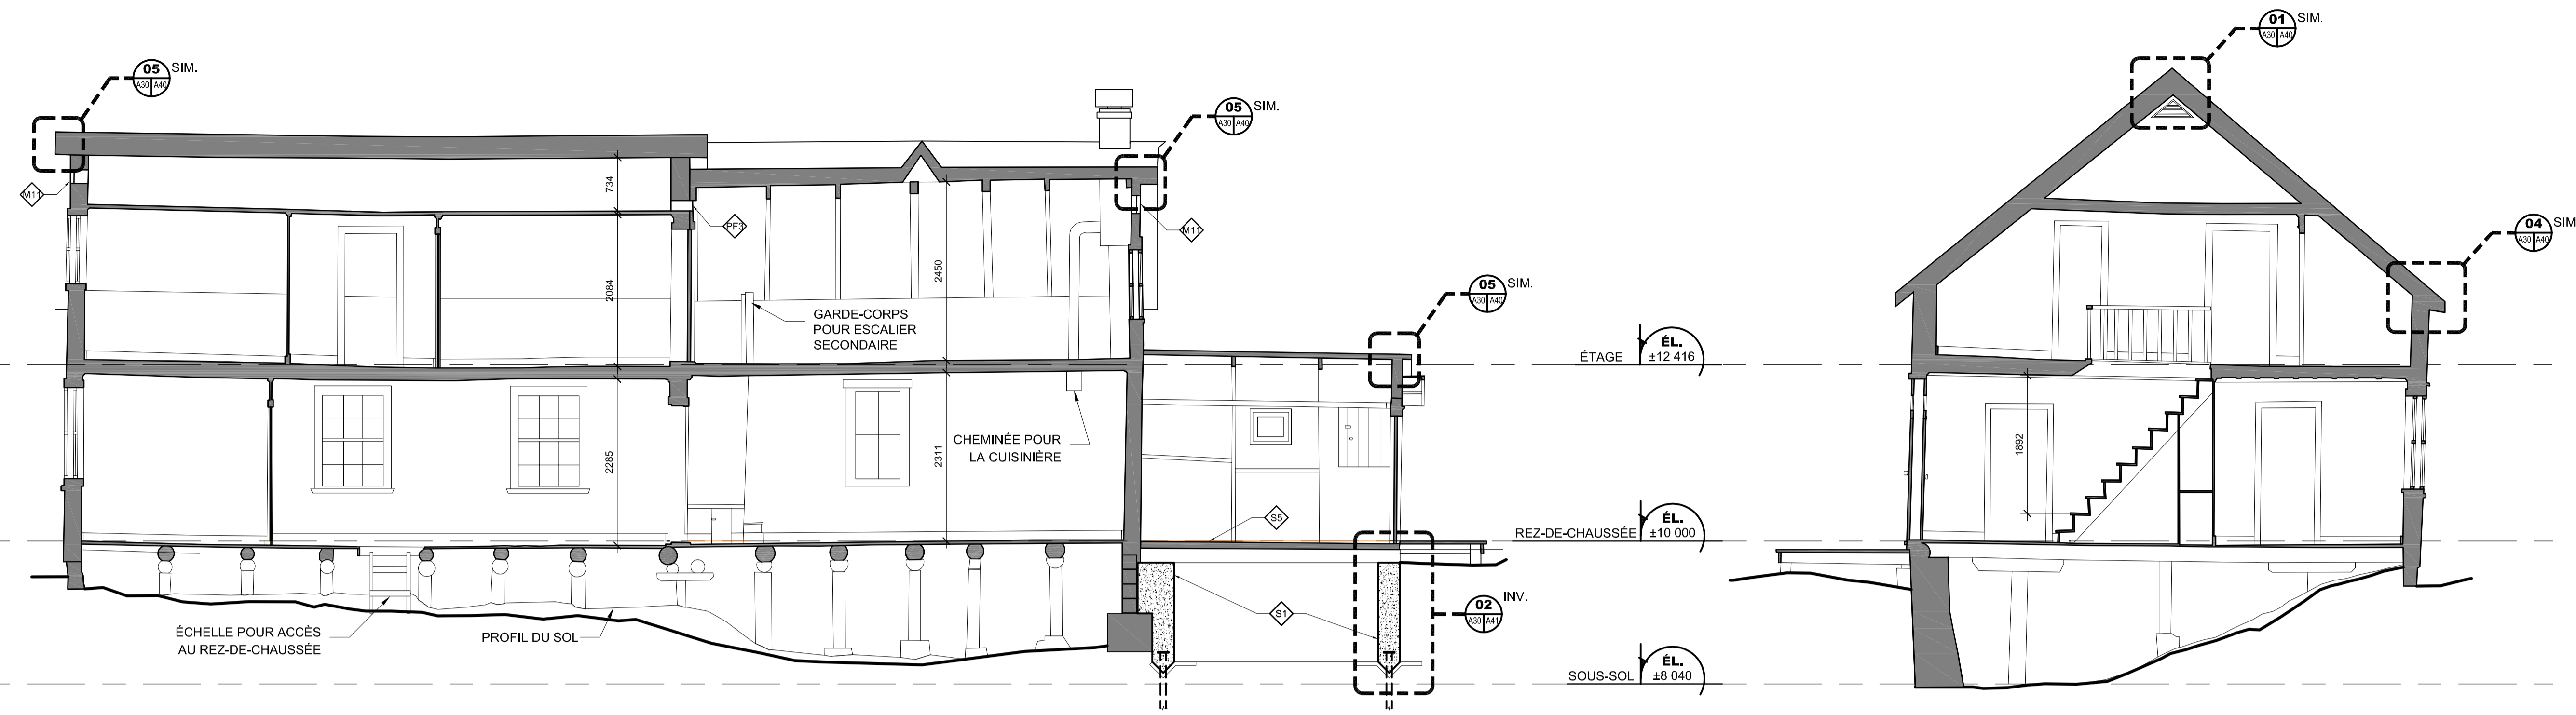 05 SIM.
A30 A40
M11
734
2084
2285
PF3
GARDE-CORPS
POUR ESCALIER
SECONDAIRE
2450
2311
CHEMINÉE POUR
LA CUISINIÈRE
ÉCHELLE POUR ACCÈS
AU REZ-DE-CHAUSSÉE
PROFIL DU SOL
05 SIM.
A30 A40
M11
05 SIM.
A30 A40
S5
S1
02 INV.
A30 A41
ÉTAGE ÉL.
±12 416
REZ-DE-CHAUSSÉE ÉL.
±10 000
SOUS-SOL ÉL.
±8 040
01 SIM.
A30 A40
04 SIM
A30 A40
1892